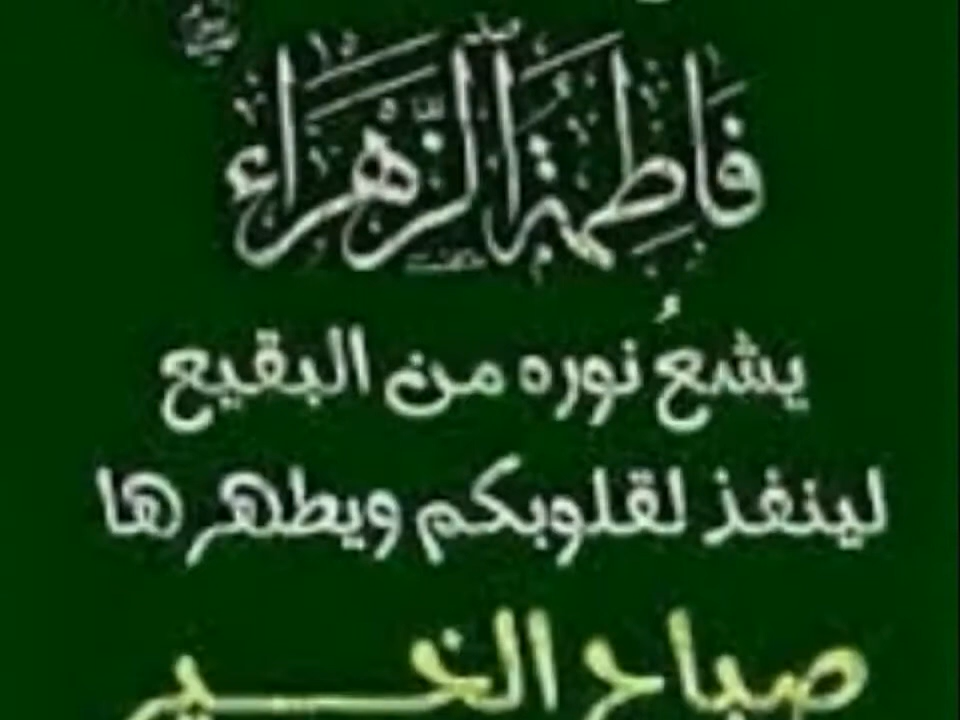 فاطمة الزهراء
يشعُ نوره من البقيع
لينفذ لقلوبكم ويطهرها
صباح الخير